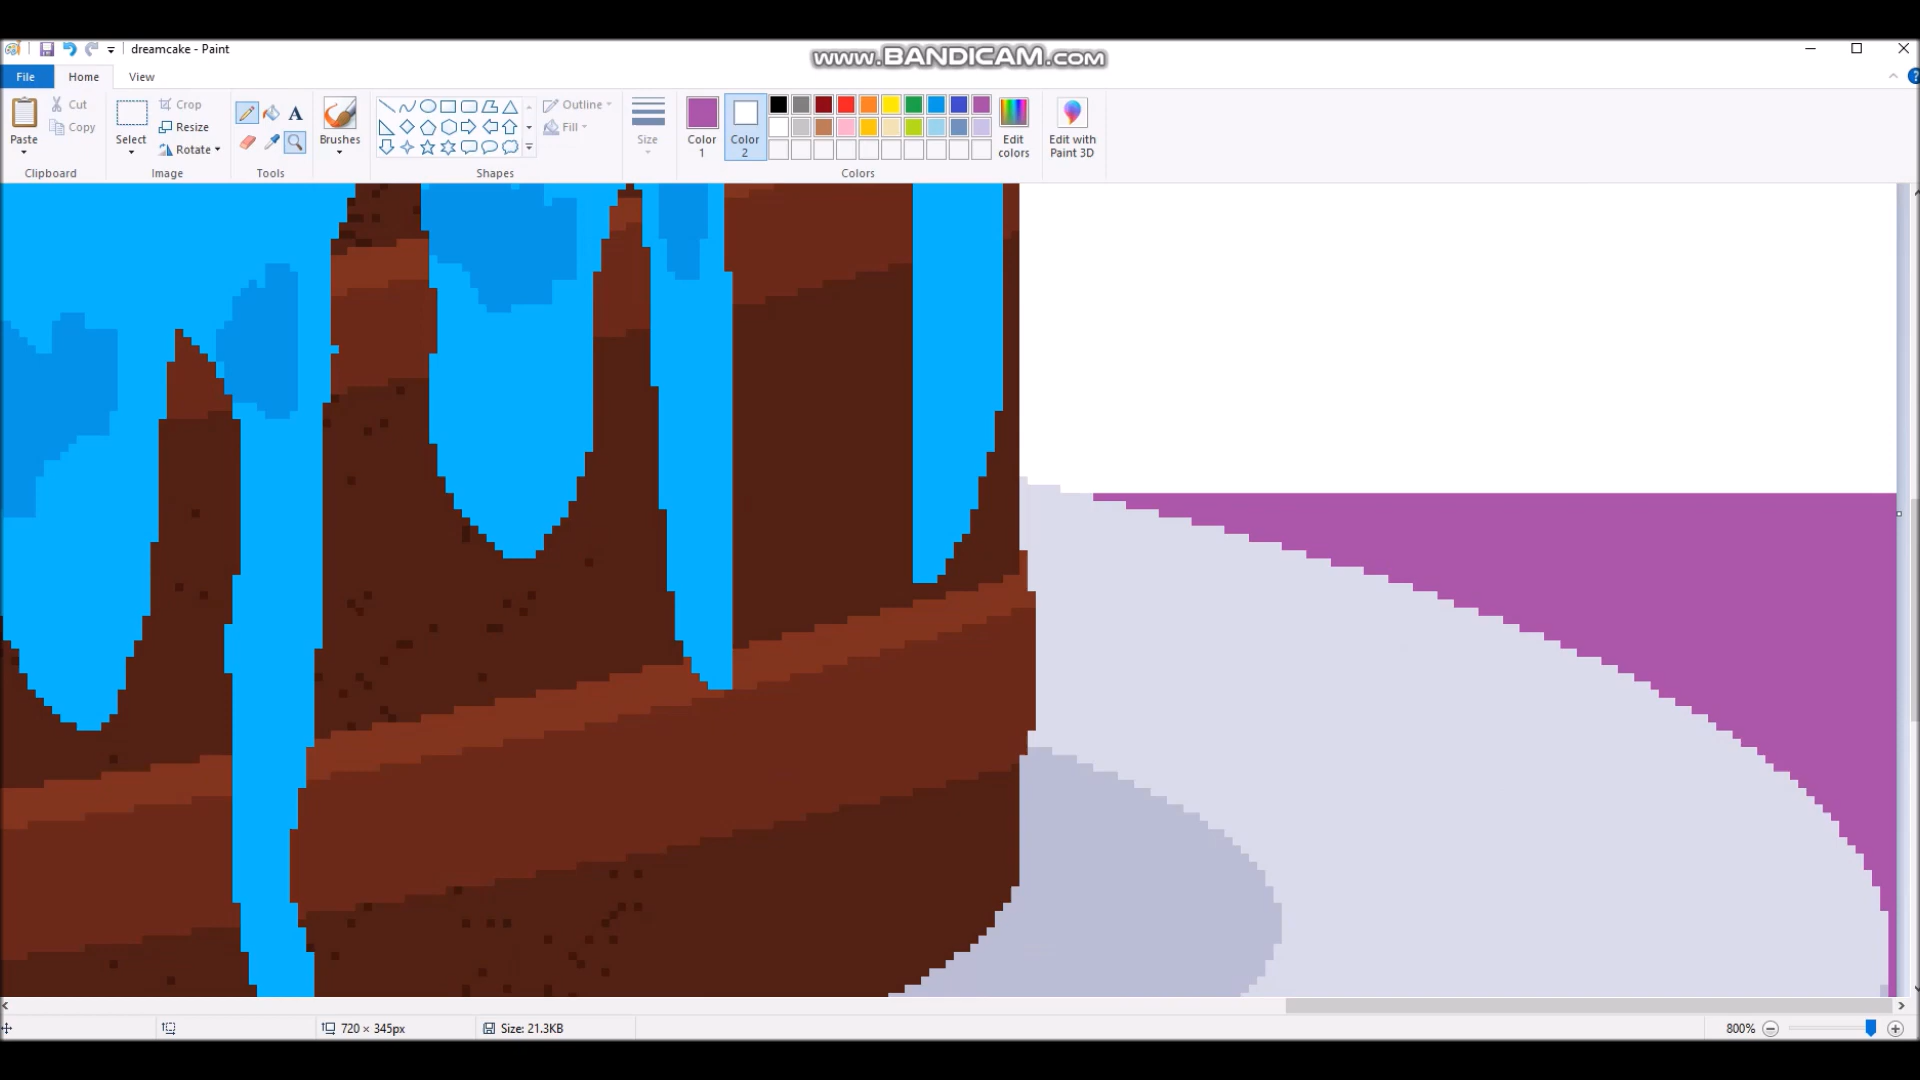 dreamcake - Paint
www.BANDICAM.com
File Home View
Paste
Cut
Copy
Clipboard
Select
Crop
Resize
Rotate
Image
A
Tools
Brushes
Shapes
Outline
Fill
Size
Color
1
Color
2
Colors
Edit
colors
Edit with
Paint 3D
?
720 × 345px
Size: 21.3KB
800%